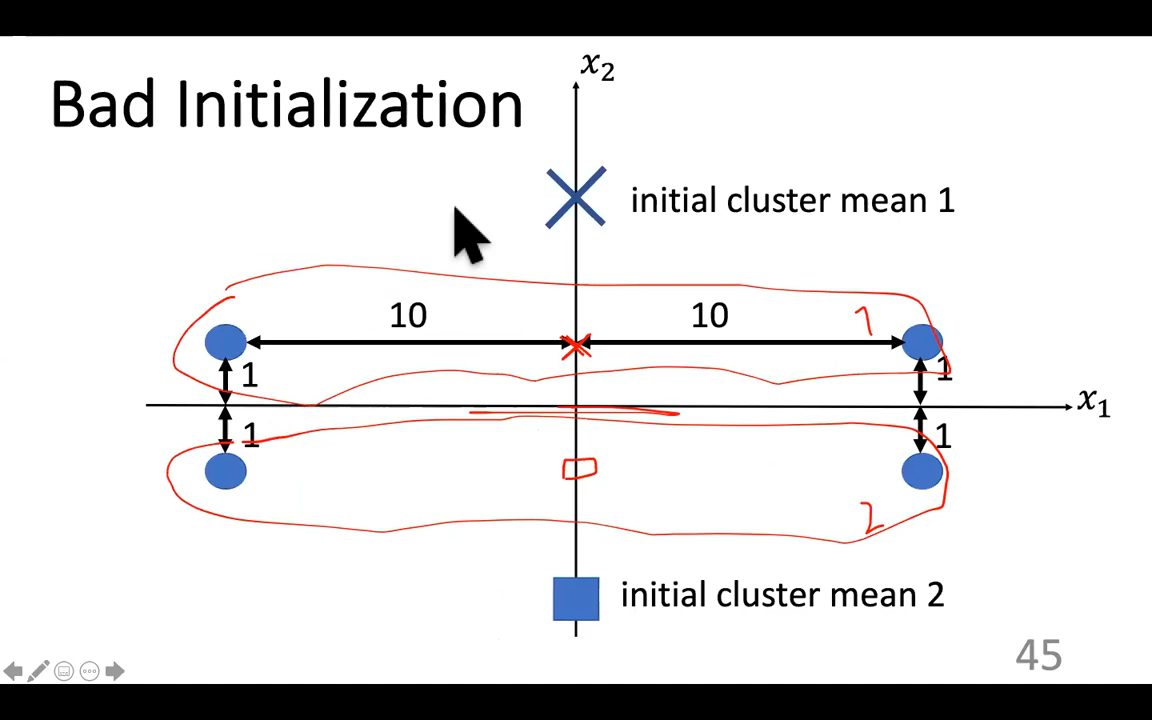 x₂
Bad Initialization
initial cluster mean 1
10 10 1
1 1
x₁
1 1
2
initial cluster mean 2
45